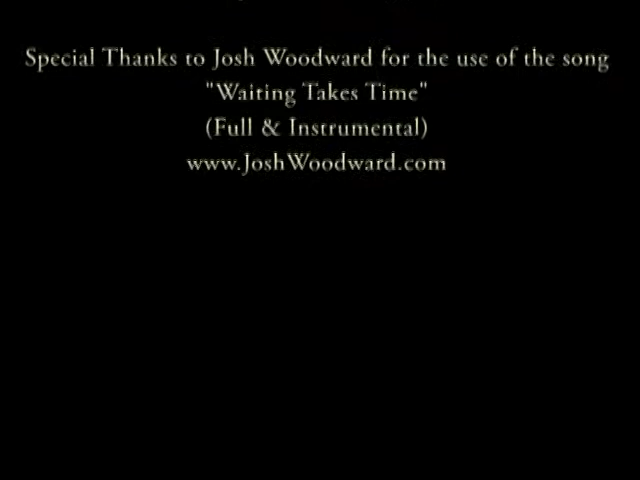 Special Thanks to Josh Woodward for the use of the song
"Waiting Takes Time"
(Full & Instrumental)
www.JoshWoodward.com